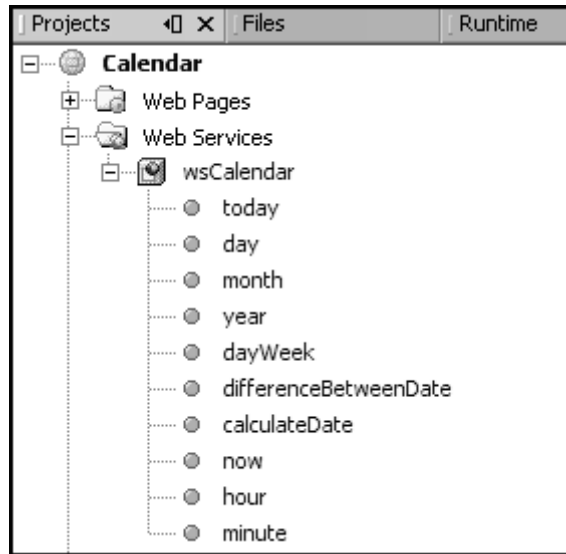 Projects Files Runtime
Calendar
Web Pages
Web Services
wsCalendar
today
day
month
year
dayWeek
differenceBetweenDate
calculateDate
now
hour
minute